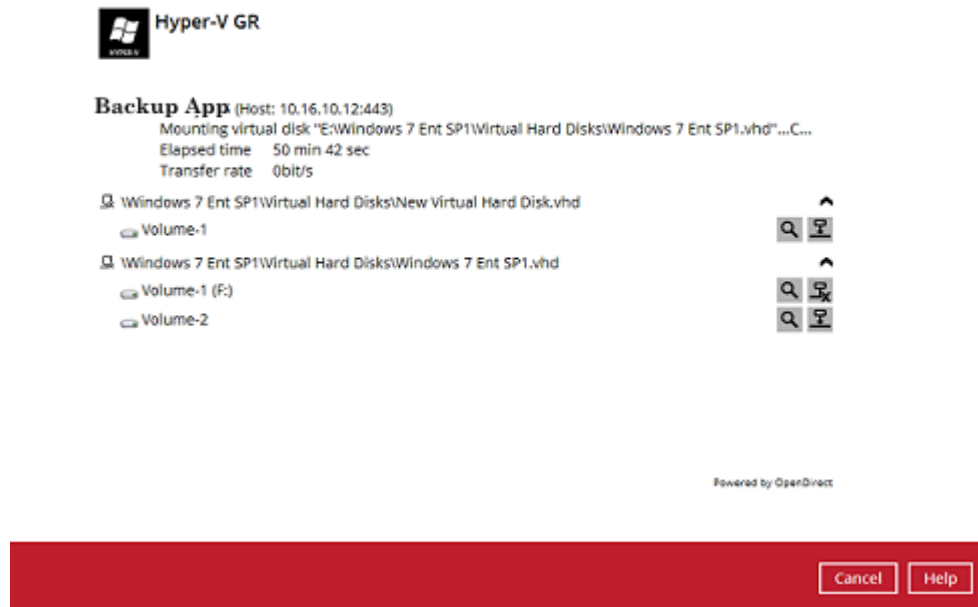 Hyper-V GR
HYPER-V
Backup App (Host: 10.16.10.12:443)
Mounting virtual disk "E:\Windows 7 Ent SP1\Virtual Hard Disks\Windows 7 Ent SP1.vhd"...C...
Elapsed time 50 min 42 sec
Transfer rate 0bit/s
\Windows 7 Ent SP1\Virtual Hard Disks\New Virtual Hard Disk.vhd
Volume-1
\Windows 7 Ent SP1\Virtual Hard Disks\Windows 7 Ent SP1.vhd
Volume-1 (F:)
Volume-2
Powered by OpenDirect
Cancel Help